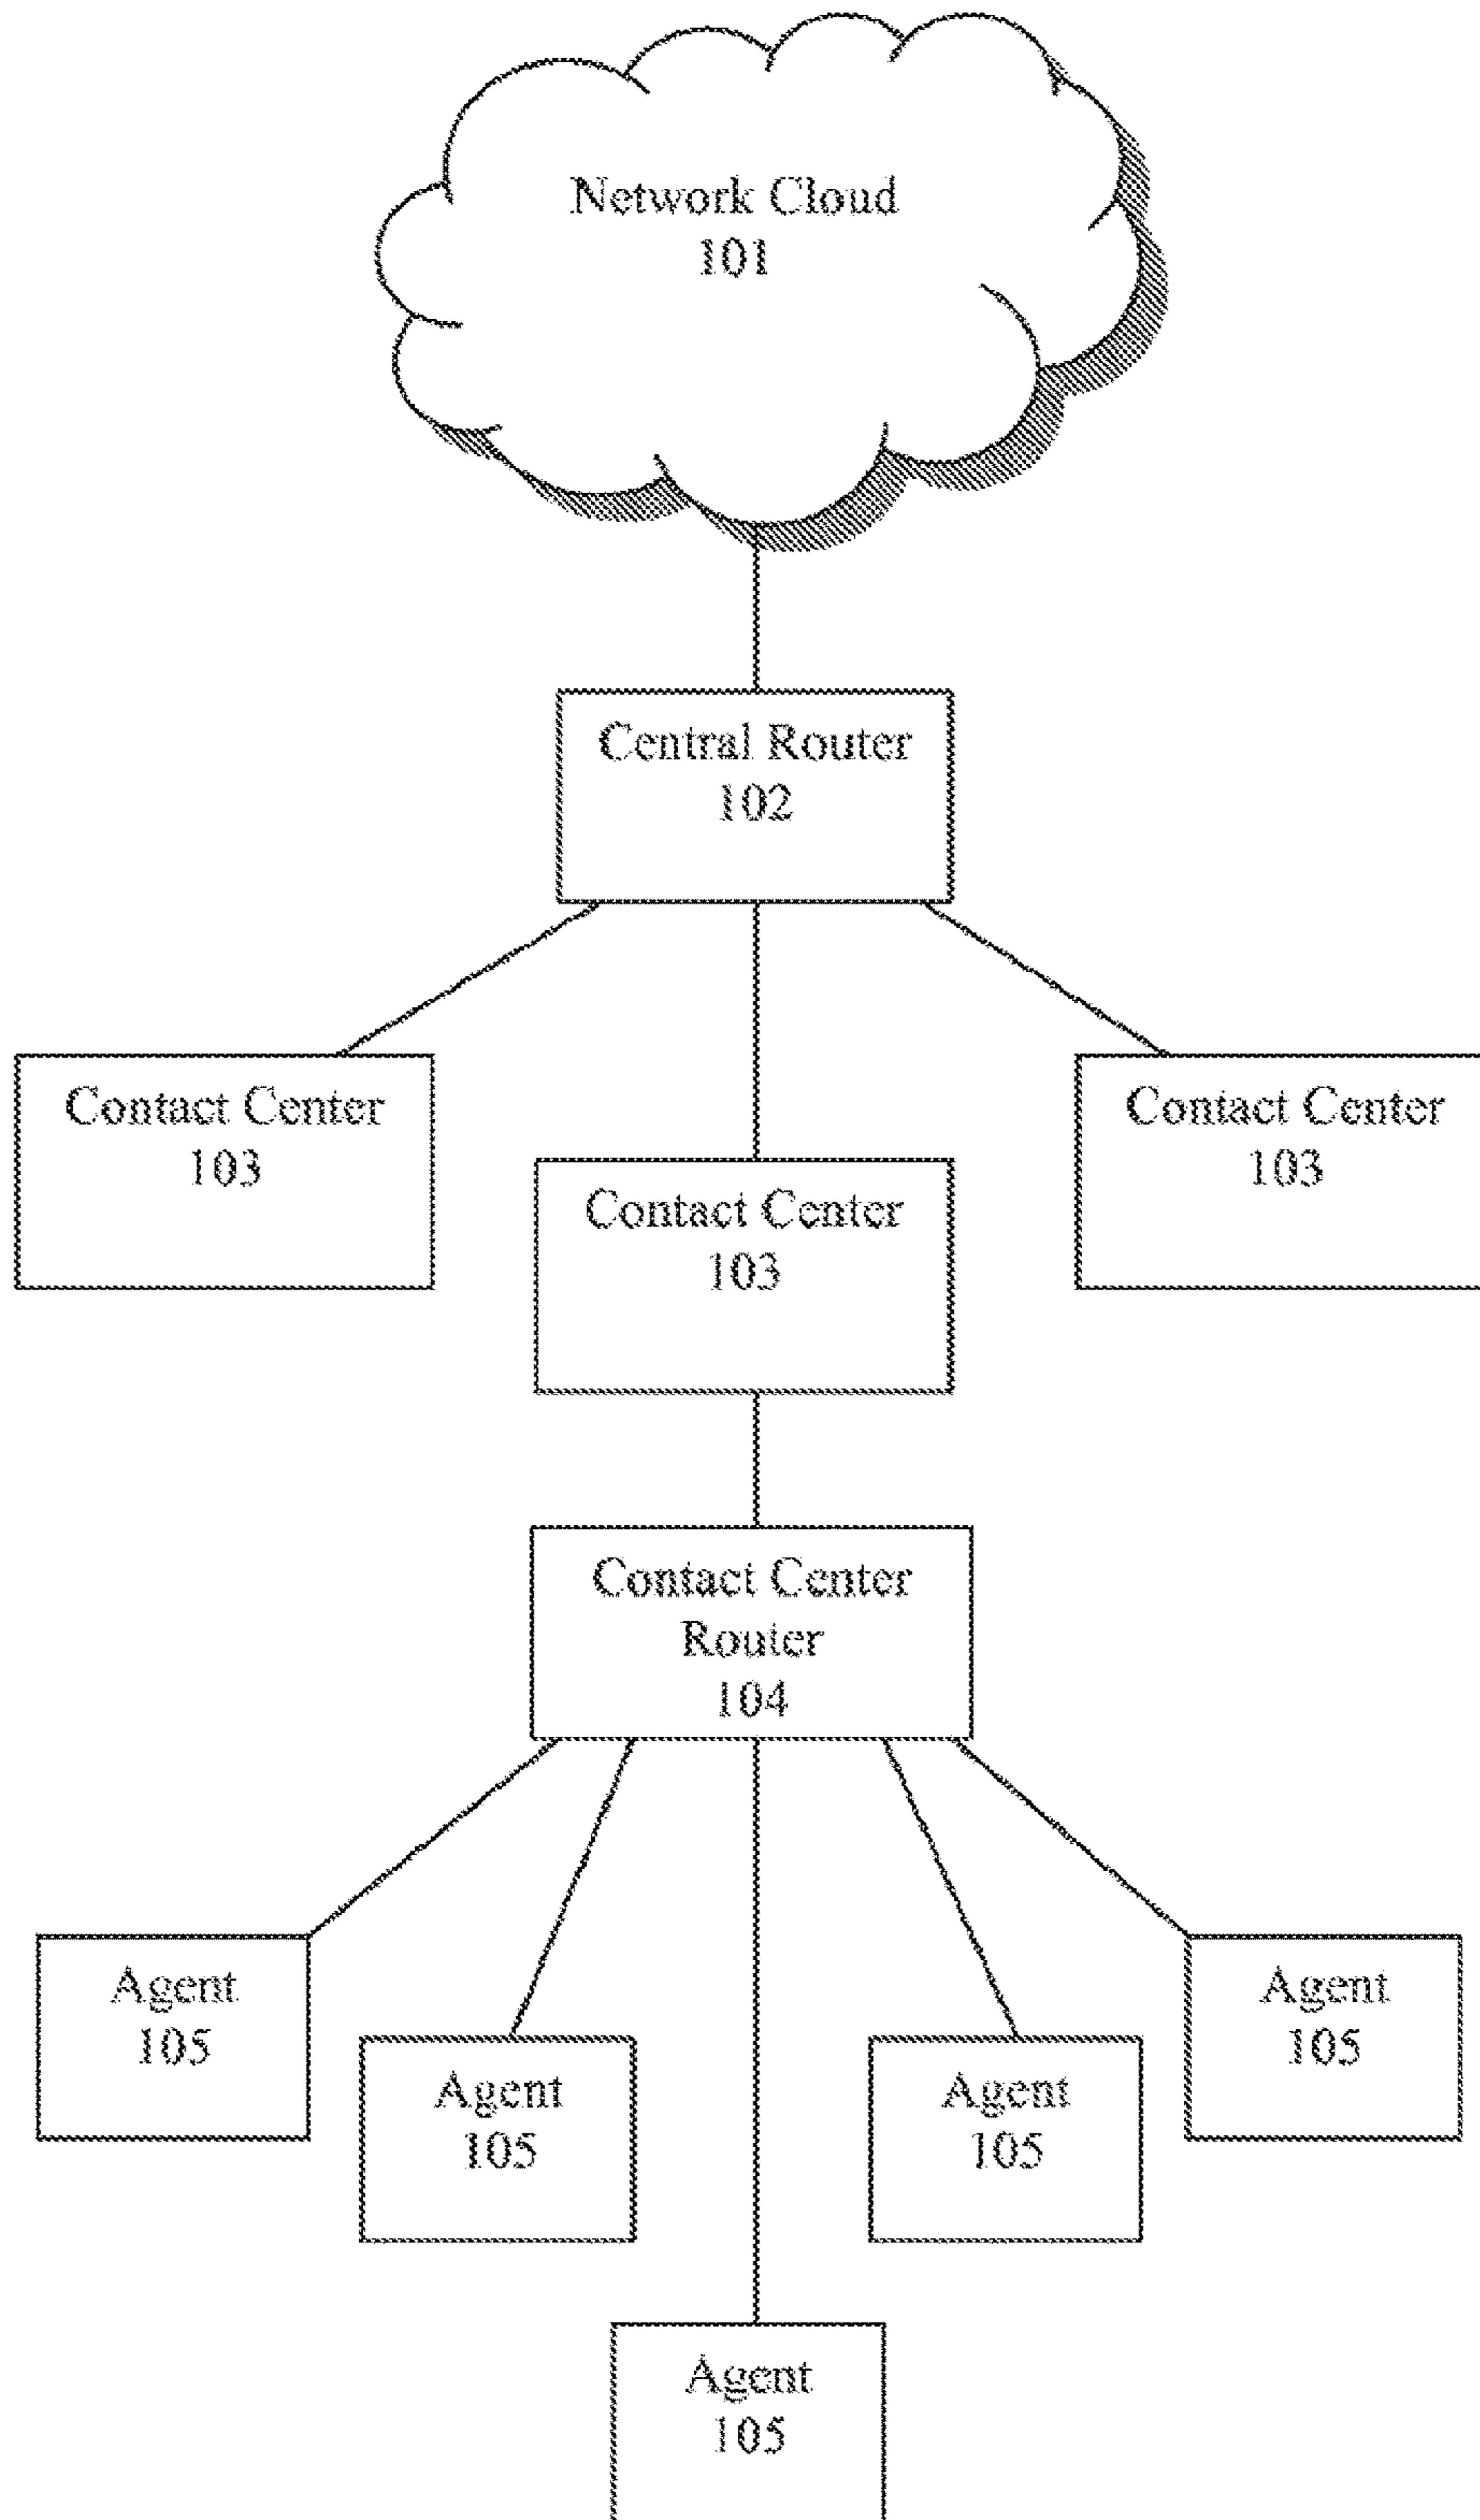 Network Cloud
101
Central Router
102
Contact Center
103
Contact Center
103
Contact Center
103
Contact Center
Router
104
Agent
105
Agent
105
Agent
105
Agent
105
Agent
105